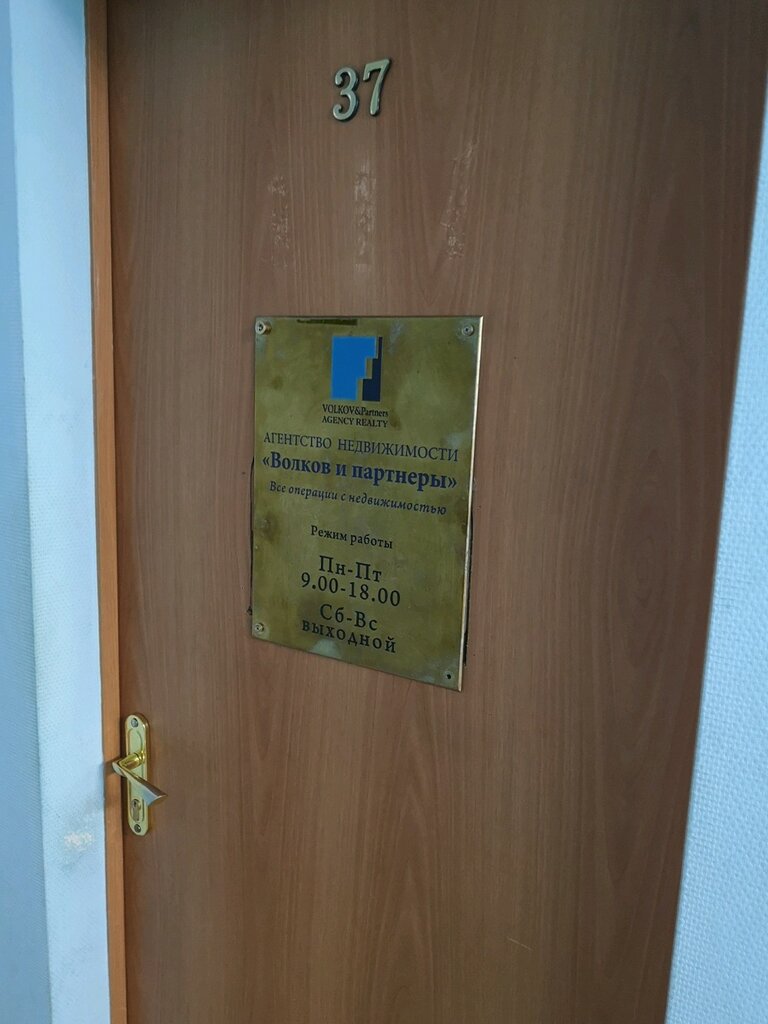 37
VOLKOV&Partners
AGENCY REALTY
АГЕНТСТВО НЕДВИЖИМОСТИ
«Волков и партнеры»
Все операции с недвижимостью
Режим работы
Пн-Пт
9.00-18.00
Сб-Вс
выходной